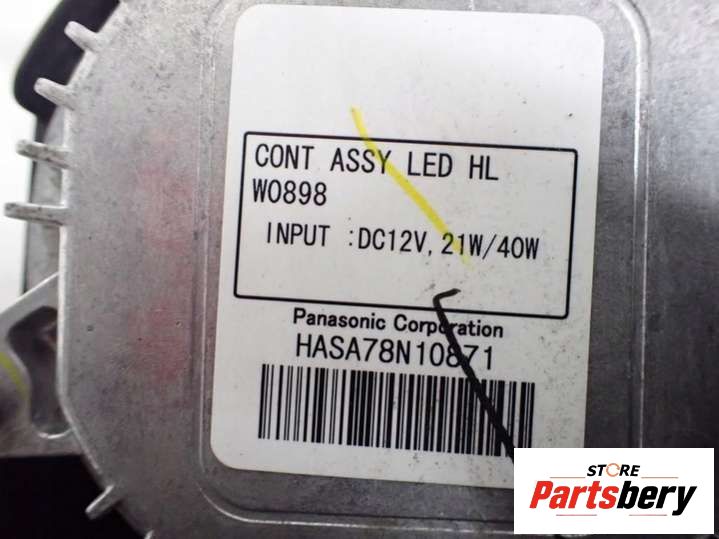 CONT ASSY LED HL
W0898
INPUT :DC12V, 21W/40W
Panasonic Corporation
HASA78N10871
STORE
Partsbery